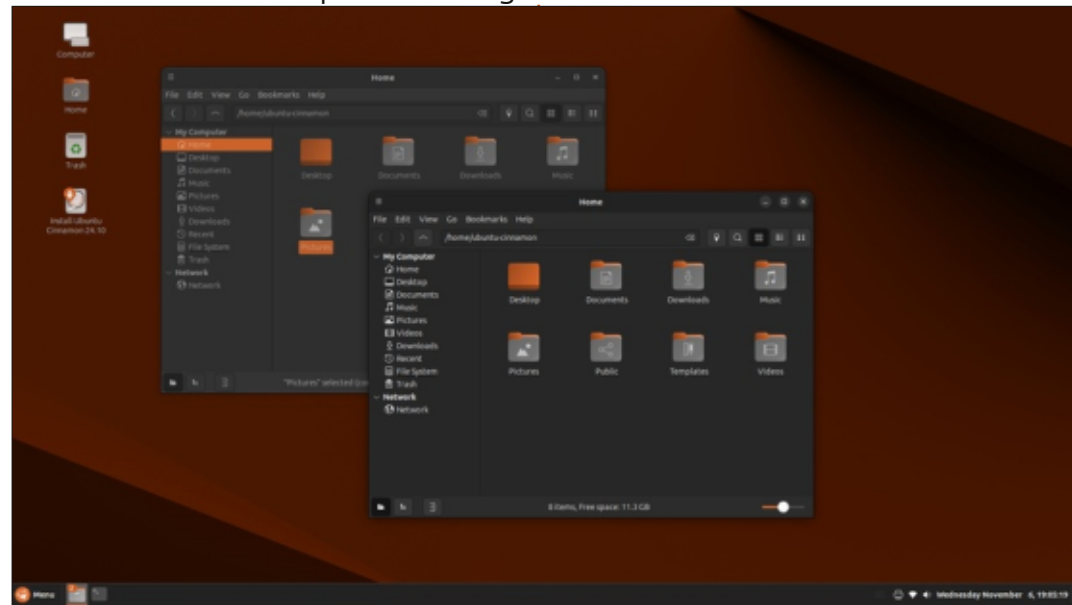 Computer
Home
Trash
Install Ubuntu
Cinnamon 24.10
Home
File Edit View Go Bookmarks Help
/home/ubuntu-cinnamon
My Computer
Home
Desktop
Documents
Music
Pictures
Videos
Downloads
Recent
File System
Trash
Network
Network
Desktop
Documents
Downloads
Music
Pictures
"Pictures" selected
Home
File Edit View Go Bookmarks Help
/home/ubuntu-cinnamon
My Computer
Home
Desktop
Documents
Music
Pictures
Videos
Downloads
Recent
File System
Trash
Network
Network
Desktop
Documents
Downloads
Music
Pictures
Public
Templates
Videos
8 items, Free space: 11.3 GB
Menu
Wednesday November 6, 19:05:19